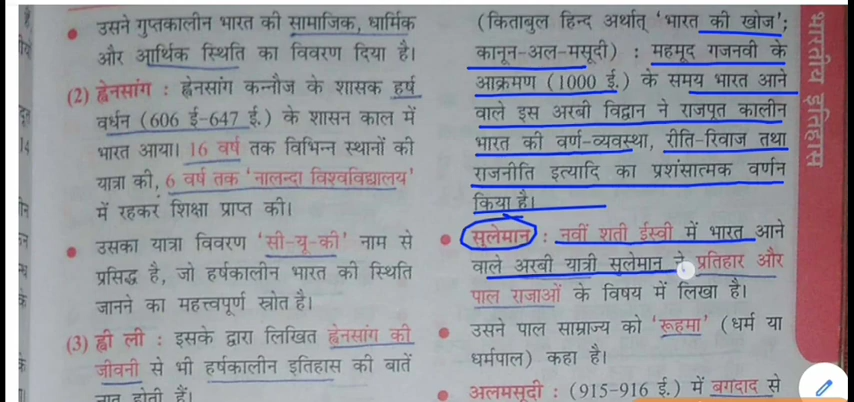 उसने गुप्तकालीन भारत की सामाजिक, धार्मिक
और आर्थिक स्थिति का विवरण दिया है।
(2) ह्वेनसांग : ह्वेनसांग कन्नौज के शासक हर्ष
वर्धन (606 ई-647 ई.) के शासन काल में
भारत आया। 16 वर्ष तक विभिन्न स्थानों की
यात्रा की, 6 वर्ष तक 'नालन्दा विश्वविद्यालय'
में रहकर शिक्षा प्राप्त की।
उसका यात्रा विवरण 'सी-यू-की' नाम से
प्रसिद्ध है, जो हर्षकालीन भारत की स्थिति
जानने का महत्त्वपूर्ण स्रोत है।
(3) ह्वी ली : इसके द्वारा लिखित ह्वेनसांग की
जीवनी से भी हर्षकालीन इतिहास की बातें
ज्ञात होती हैं।
(किताबुल हिन्द अर्थात् 'भारत की खोज';
कानून-अल-मसूदी) : महमूद गजनवी के
आक्रमण (1000 ई.) के समय भारत आने
वाले इस अरबी विद्वान ने राजपूत कालीन
भारत की वर्ण-व्यवस्था, रीति-रिवाज तथा
राजनीति इत्यादि का प्रशंसात्मक वर्णन
किया है।
सुलेमान : नवीं शती ईस्वी में भारत आने
वाले अरबी यात्री सुलेमान ने प्रतिहार और
पाल राजाओं के विषय में लिखा है।
उसने पाल साम्राज्य को 'रूहमा' (धर्म या
धर्मपाल) कहा है।
अलमसूदी : (915-916 ई.) में बगदाद से
भारतीय इतिहास